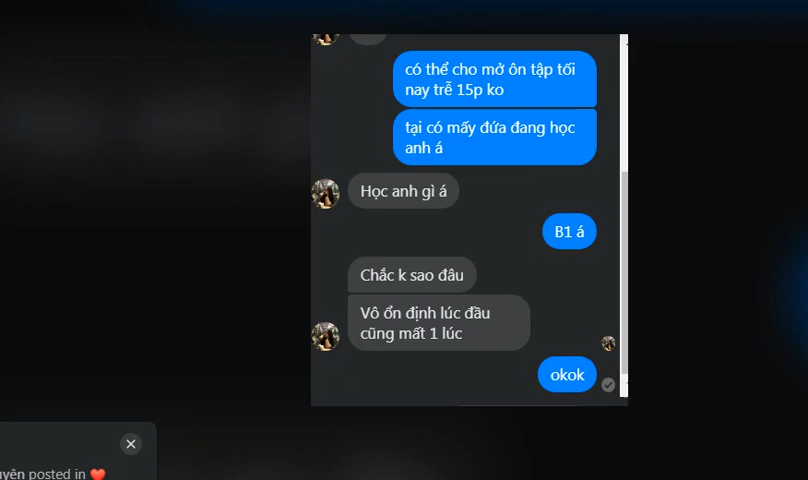 có thể cho mở ôn tập tối
nay trễ 15p ko
tại có mấy đứa đang học
anh á
Học anh gì á
B1 á
Chắc k sao đâu
Vô ổn định lúc đầu
cũng mất 1 lúc
okok
posted in ❤️